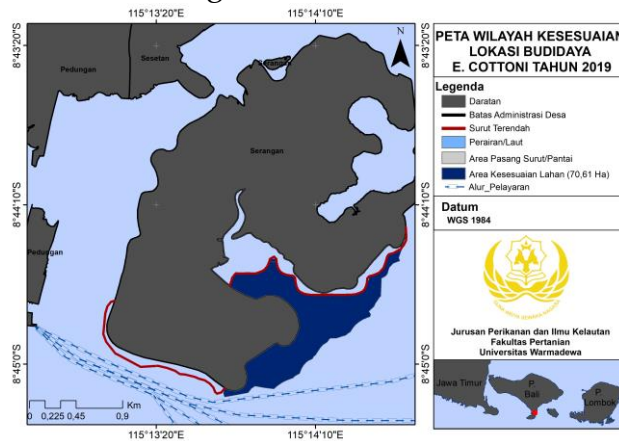 115°13'20"E
115°14'10"E
8°43'20"S
8°43'20"S
Pedungan
Sesetan
Serangan
8°44'10"S
8°44'10"S
Pedungan
8°45'0"S
8°45'0"S
Km
0 0,225 0,45 0,9
115°13'20"E
115°14'10"E
PETA WILAYAH KESESUAIAN
LOKASI BUDIDAYA
E. COTTONI TAHUN 2019
Legenda
Daratan
Batas Administrasi Desa
Surut Terendah
Perairan/Laut
Area Pasang Surut/Pantai
Area Kesesuaian Lahan (70,61 Ha)
Alur_Pelayaran
Datum
WGS 1984
Jurusan Perikanan dan Ilmu Kelautan
Fakultas Pertanian
Universitas Warmadewa
Jawa Timur
P.
Bali
P.
Lombok